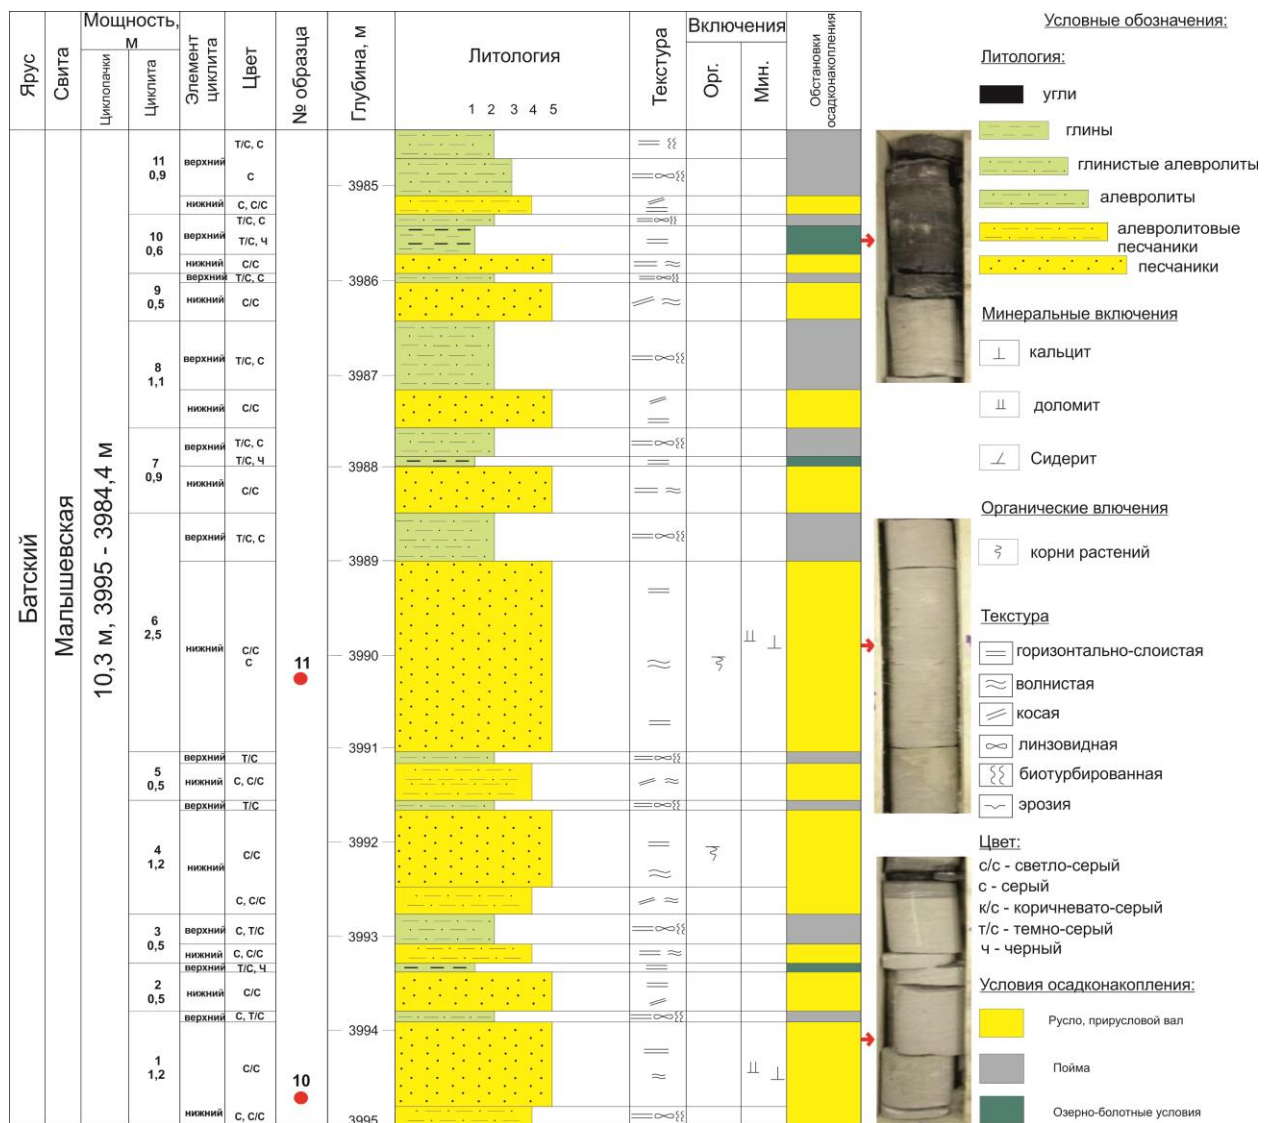 Ярус
Свита
Мощность, м
Циклопачки
Циклита
Элемент циклита
Цвет
№ образца
Глубина, м
Литология
1 2 3 4 5
Текстура
Включения
Орг.
Мин.
Обстановки осадконакопления
Батский
Малышевская
10,3 м, 3995 - 3984,4 м
11
0,9
верхний
Т/С, С
С
нижний
С, С/С
10
0,6
Т/С, С
верхний
Т/С, Ч
нижний
С/С
9
0,5
верхний
Т/С, С
нижний
С/С
8
1,1
верхний
Т/С, С
нижний
С/С
7
0,9
верхний
Т/С, С
Т/С, Ч
нижний
С/С
6
2,5
верхний
Т/С, С
нижний
С/С
С
5
0,5
верхний
Т/С
нижний
С, С/С
4
1,2
верхний
Т/С
нижний
С/С
С, С/С
3
0,5
верхний
С, Т/С
нижний
С, С/С
2
0,5
верхний
Т/С, Ч
нижний
С/С
1
1,2
верхний
С, Т/С
С/С
нижний
С, С/С
11
10
3985
3986
3987
3988
3989
3990
3991
3992
3993
3994
3995
Условные обозначения:
Литология:
угли
глины
глинистые алевролиты
алевролиты
алевролитовые
песчаники
песчаники
Минеральные включения
кальцит
доломит
Сидерит
Органические влючения
корни растений
Текстура
горизонтально-слоистая
волнистая
косая
линзовидная
биотурбированная
эрозия
Цвет:
с/с - светло-серый
с - серый
к/с - коричневато-серый
т/с - темно-серый
ч - черный
Условия осадконакопления:
Русло, прирусловой вал
Пойма
Озерно-болотные условия